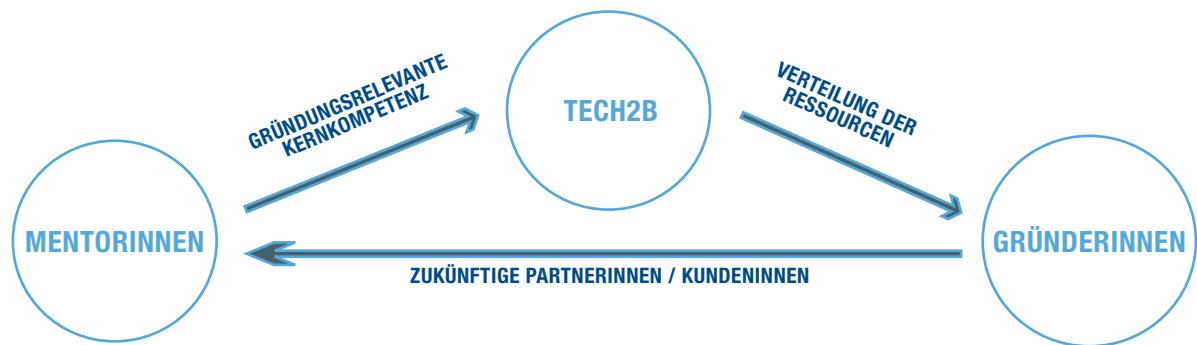 GRÜNDUNGSRELEVANTE
KERNKOMPETENZ
TECH2B
VERTEILUNG DER
RESSOURCEN
MENTORINNEN
GRÜNDERINNEN
ZUKÜNFTIGE PARTNERINNEN / KUNDENINNEN